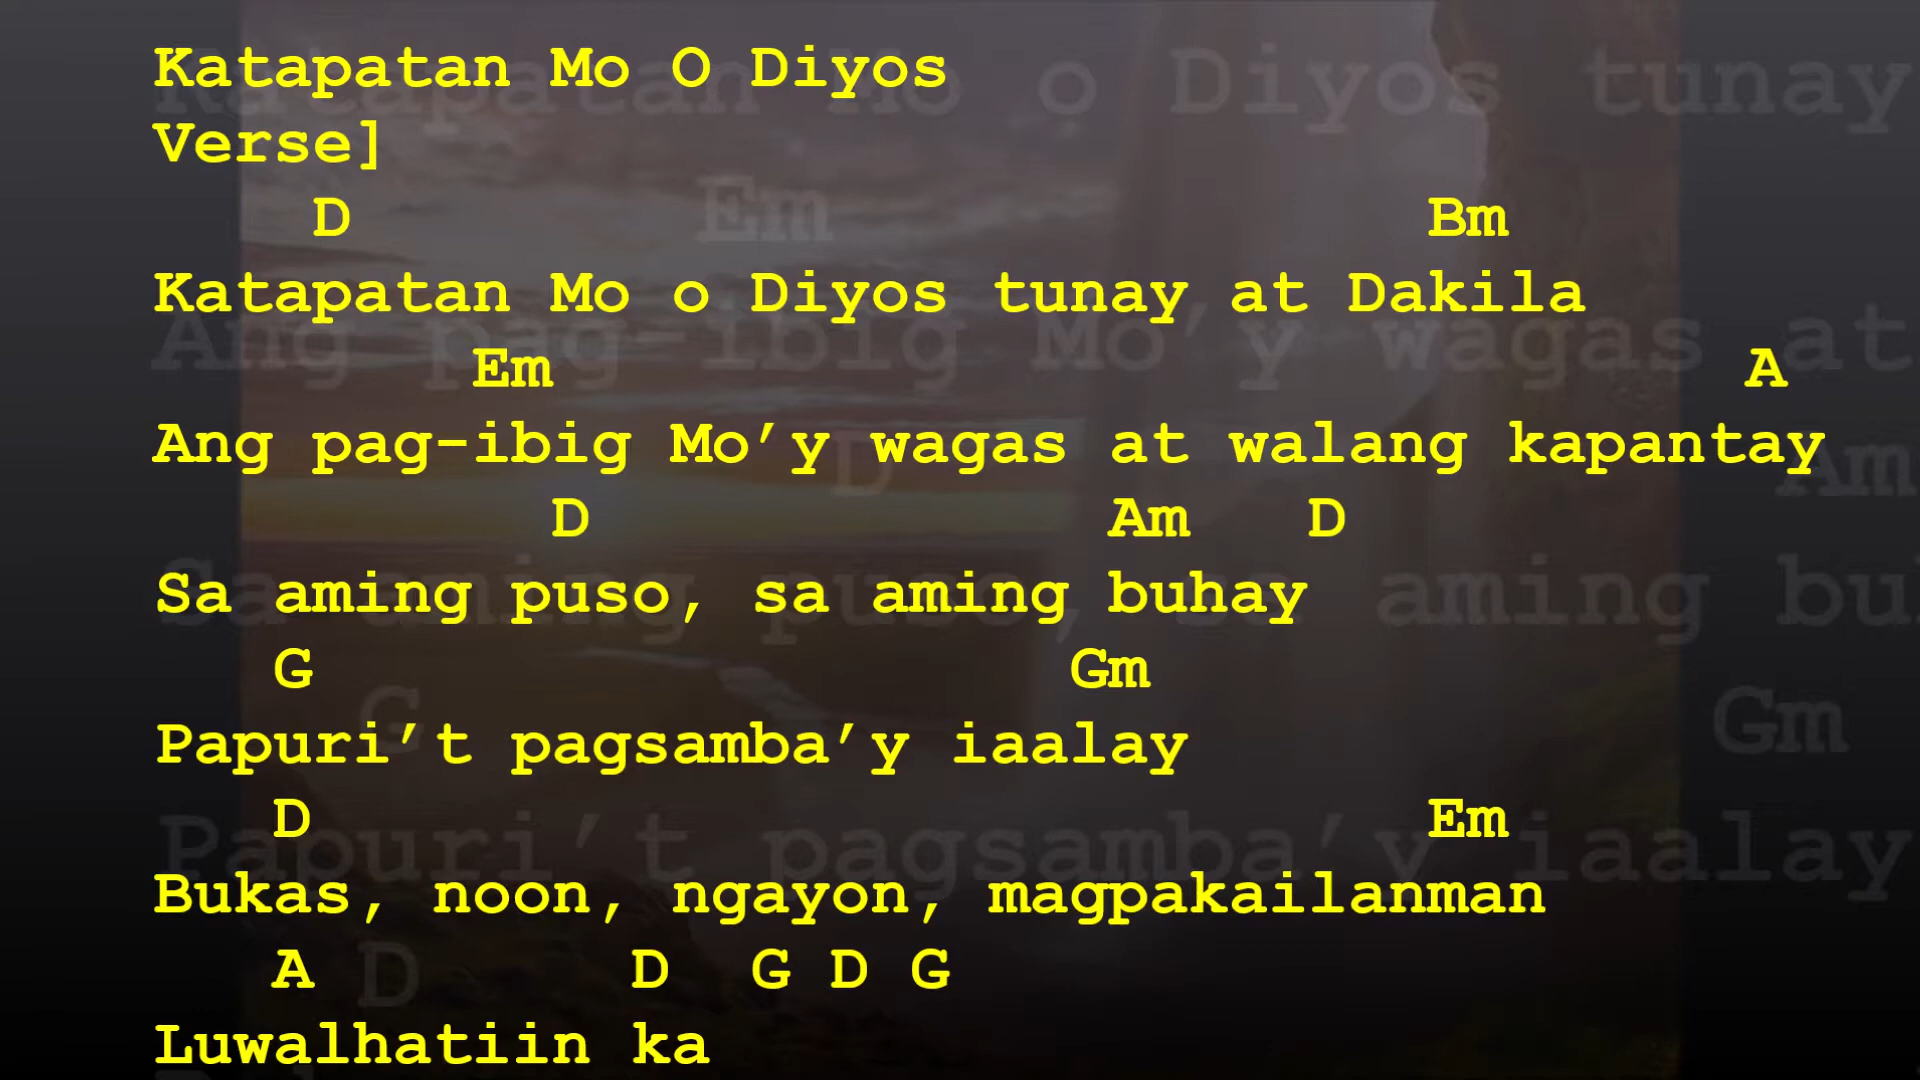 Katapatan Mo O Diyos
Verse]
D Bm
Katapatan Mo o Diyos tunay at Dakila
Em A
Ang pag-ibig Mo’y wagas at walang kapantay
D Am D
Sa aming puso, sa aming buhay
G Gm
Papuri’t pagsamba’y iaalay
D Em
Bukas, noon, ngayon, magpakailanman
A D G D G
Luwalhatiin ka